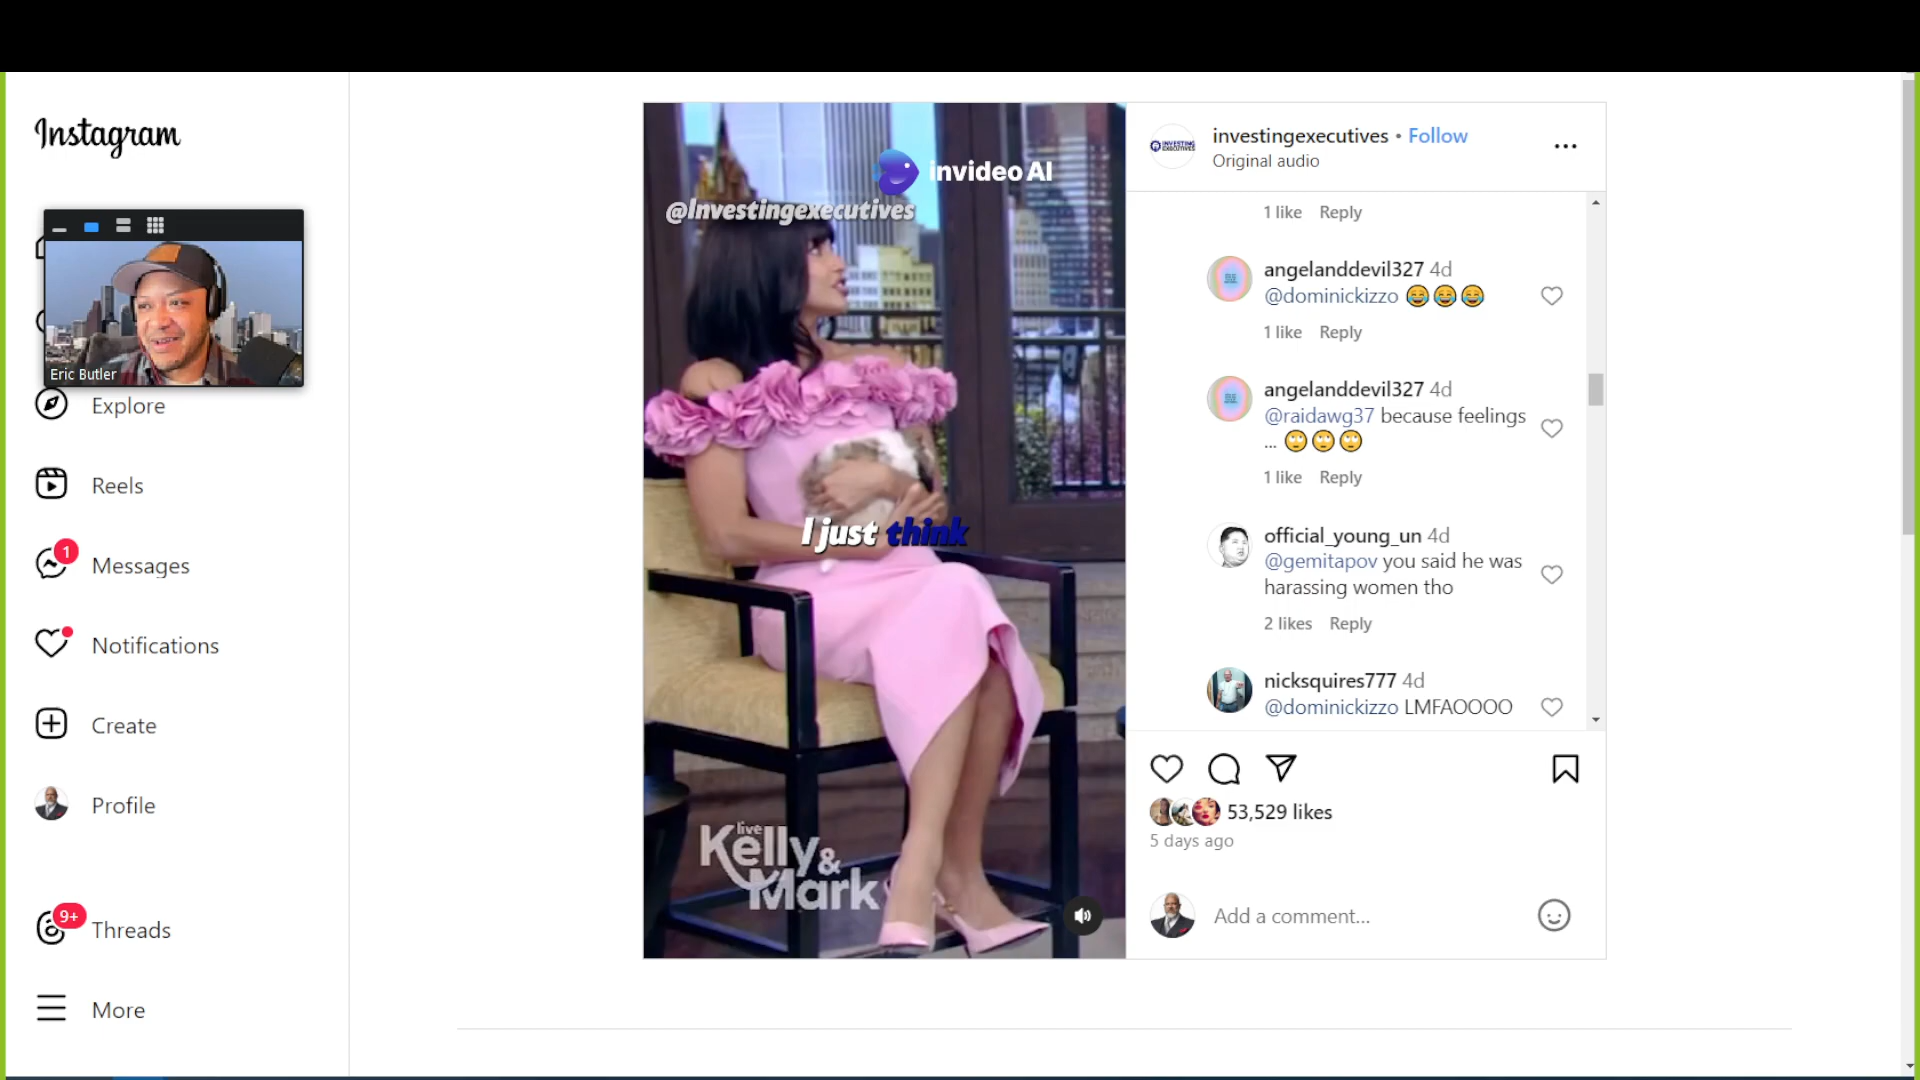 Instagram
Eric Butler
Explore
Reels
1
Messages
Notifications
Create
Profile
9+
Threads
More
invideo AI
@Investingexecutives
I just think
live
Kelly &
Mark
INVESTING
EXECUTIVES
investingexecutives • Follow
Original audio
1 like Reply
angelanddevil327 4d
@dominickizzo 😂😂😂
1 like Reply
angelanddevil327 4d
@raidawg37 because feelings
... 🙄🙄🙄
1 like Reply
official_young_un 4d
@gemitapov you said he was
harassing women tho
2 likes Reply
nicksquires777 4d
@dominickizzo LMFAOOOO
53,529 likes
5 days ago
Add a comment...